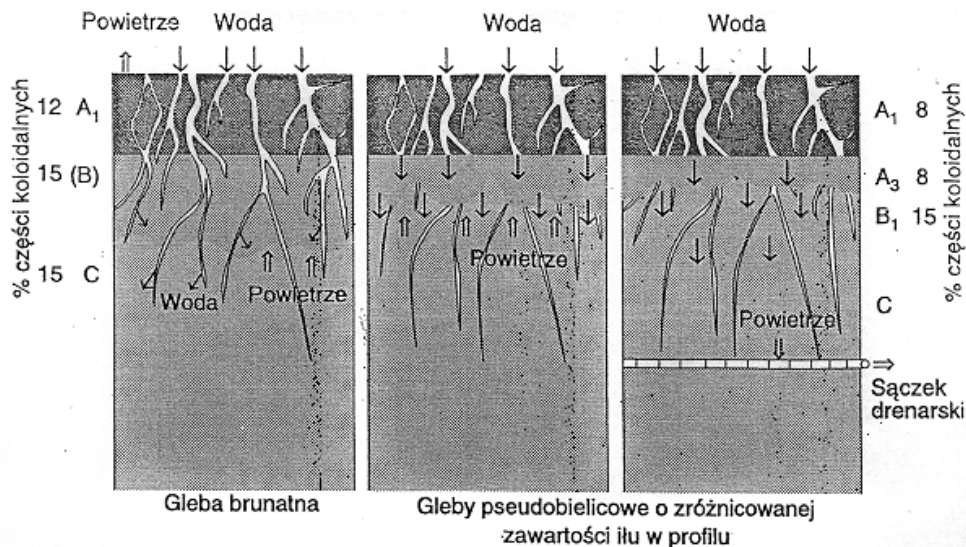 Powietrze Woda Woda Woda
% części koloidalnych
12 A₁
15 (B)
15 C
Woda
Powietrze
Powietrze
Powietrze
A₁ 8
A₃ 8
B₁ 15
C
% części koloidalnych
Sączek
drenarski
Gleba brunatna
Gleby pseudobielicowe o zróżnicowanej
zawartości iłu w profilu